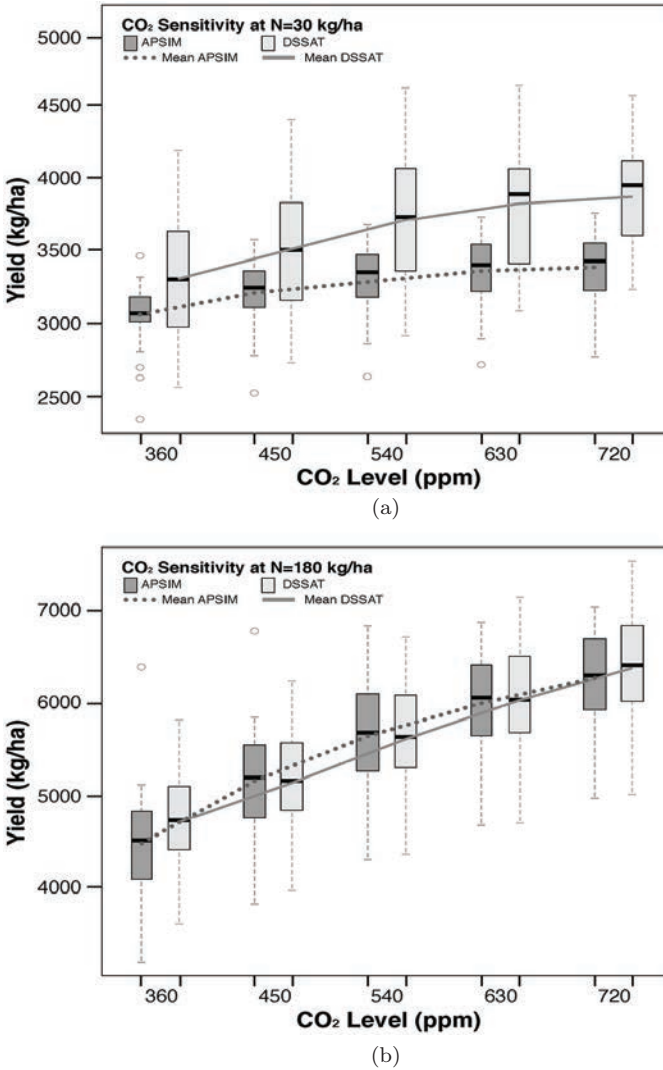 CO₂ Sensitivity at N=30 kg/ha
APSIM DSSAT
Mean APSIM Mean DSSAT
5000
4500
4000
3500
3000
2500
Yield (kg/ha)
360 450 540 630 720
CO₂ Level (ppm)
(a)
CO₂ Sensitivity at N=180 kg/ha
APSIM DSSAT
Mean APSIM Mean DSSAT
7000
6000
5000
4000
Yield (kg/ha)
360 450 540 630 720
CO₂ Level (ppm)
(b)